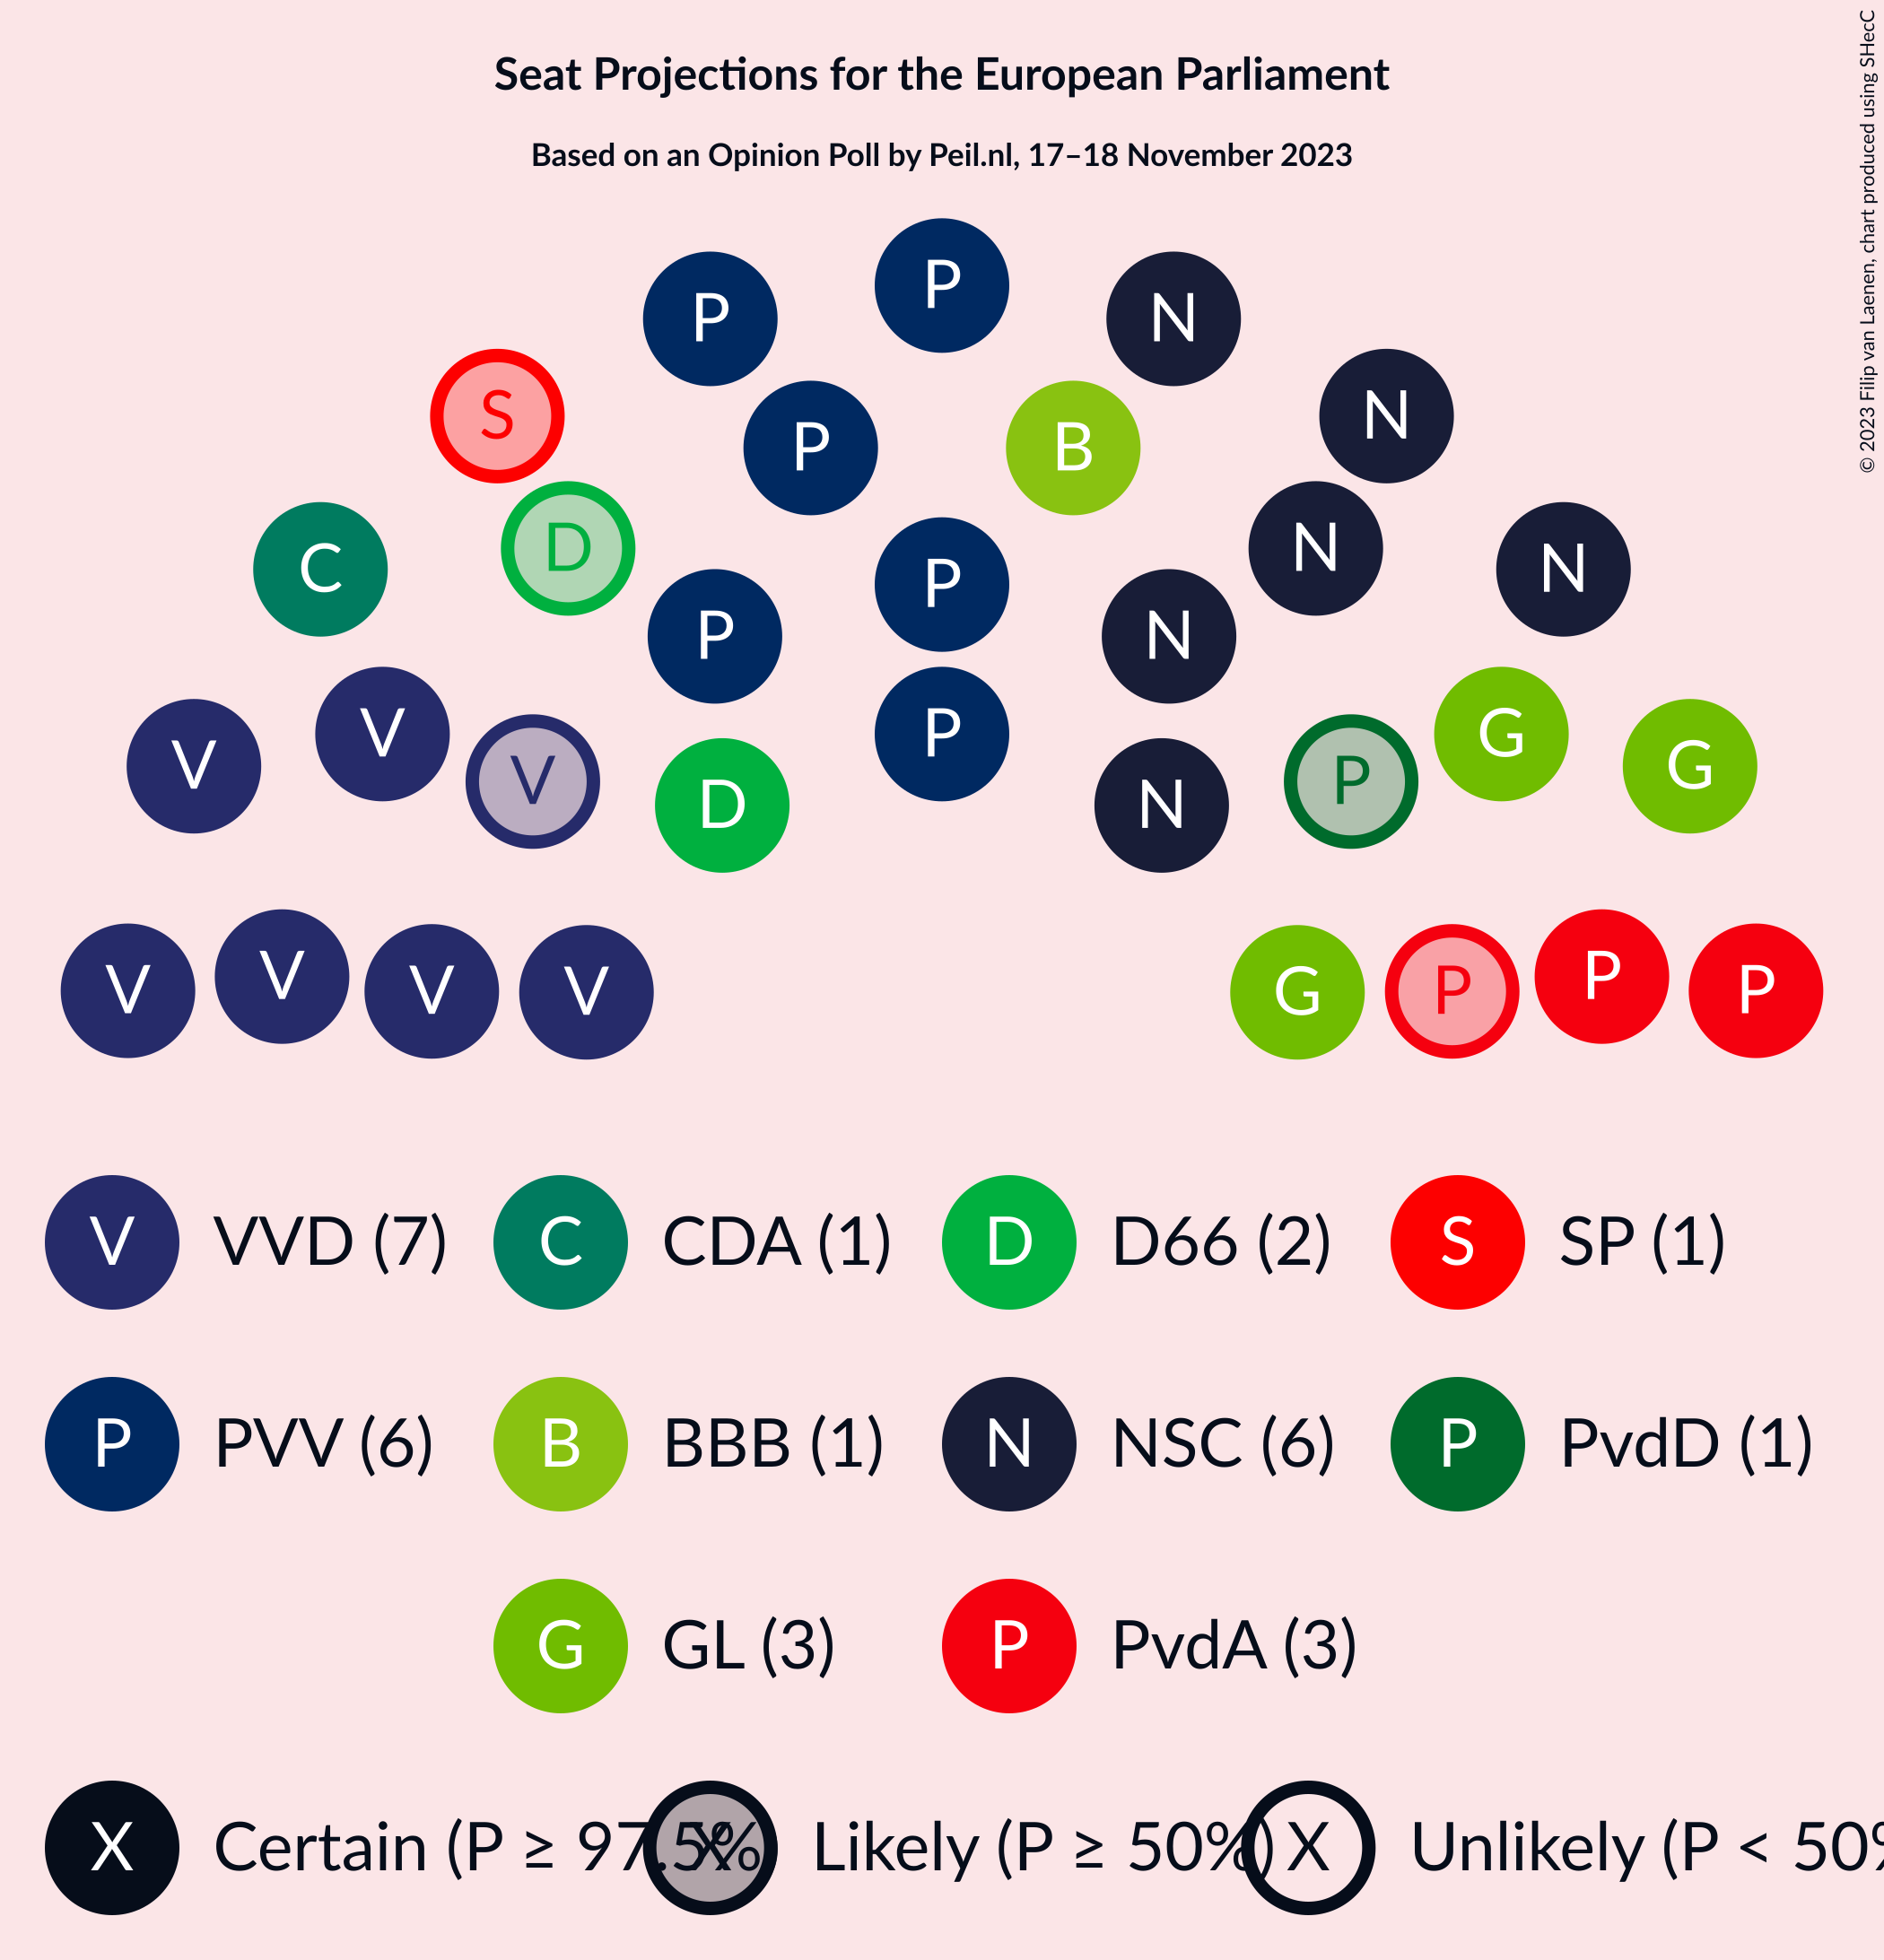 Seat Projections for the European Parliament
Based on an Opinion Poll by Peil.nl, 17–18 November 2023
© 2023 Filip van Laenen, chart produced using SHecC
P
P N
S N
P B
C D N N
P P N
V V V P P G G
D N
V V V V G P P P
V VVD (7) C CDA (1) D D66 (2) S SP (1)
P PVV (6) B BBB (1) N NSC (6) P PvdD (1)
G GL (3) P PvdA (3)
X Certain (P ≥ 97.5% X Likely (P ≥ 50%) X Unlikely (P < 50%